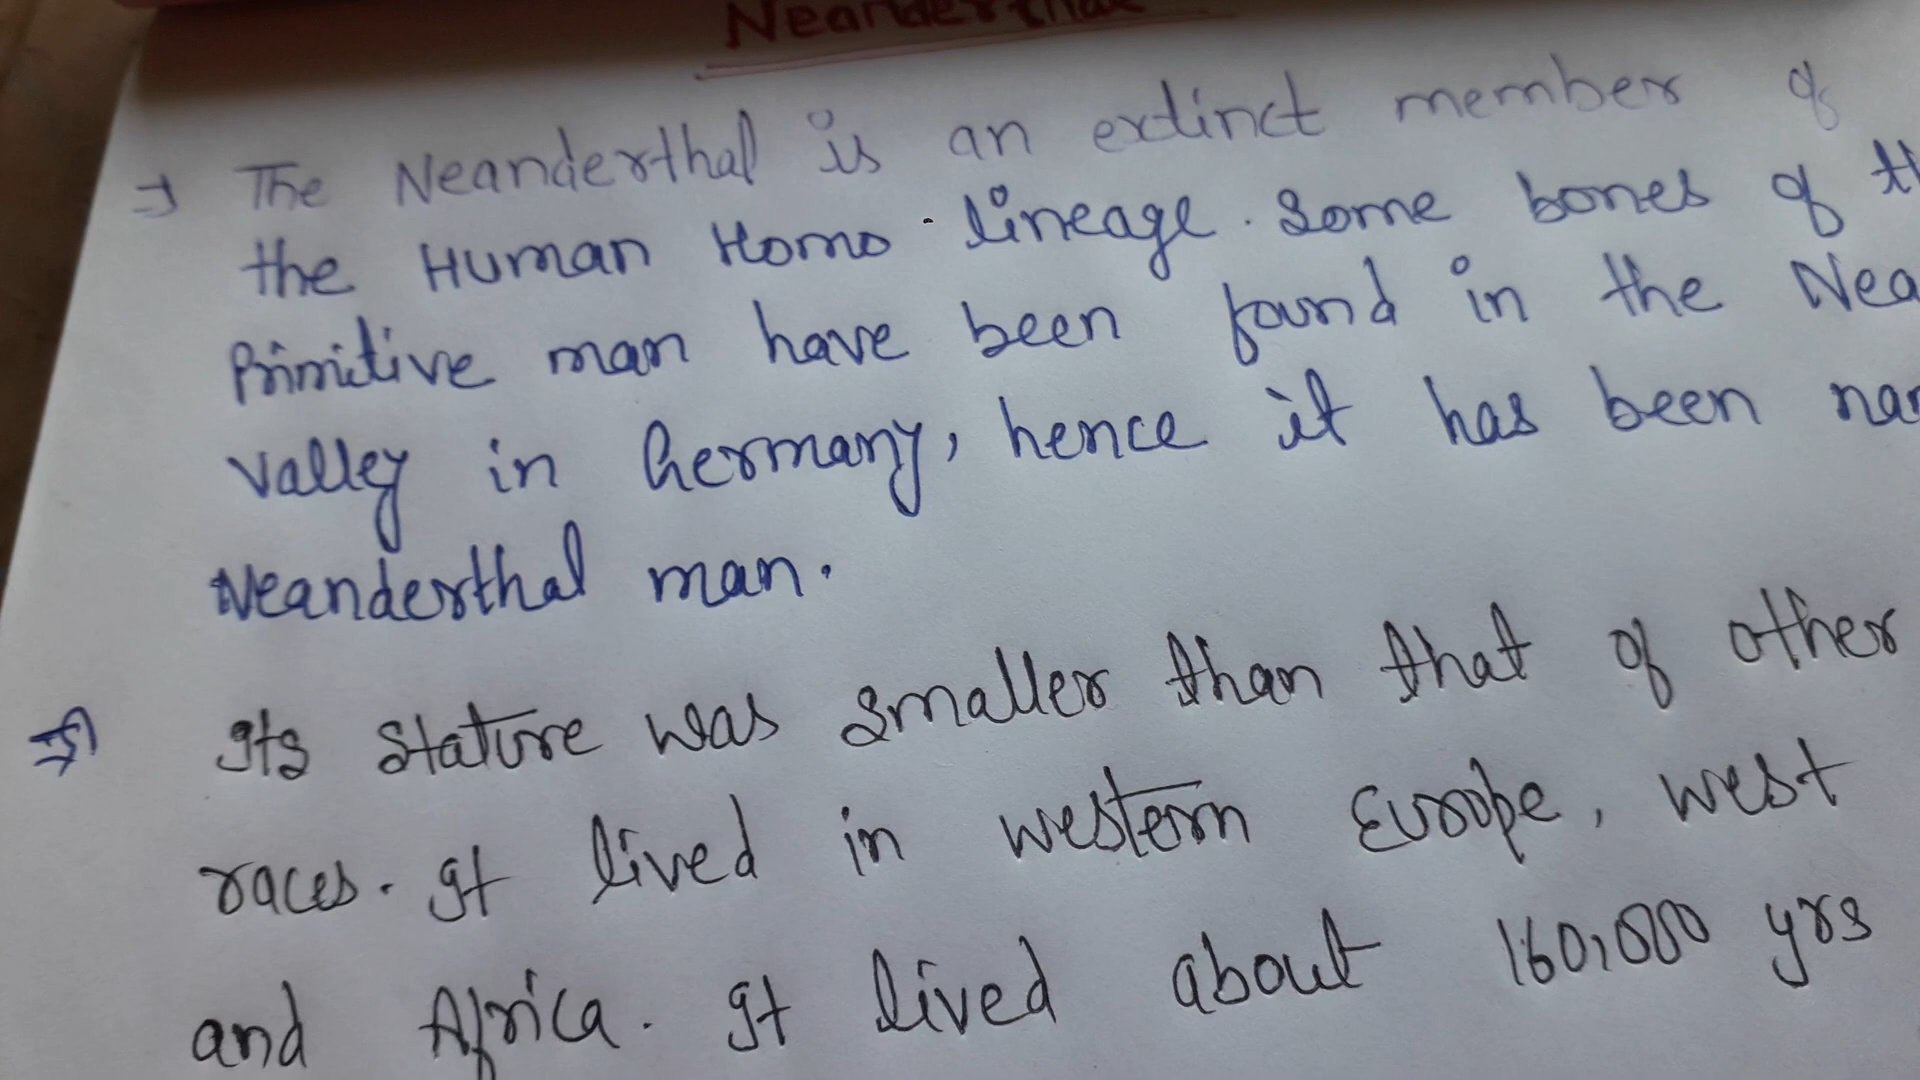 Neanderthal
→ The Neanderthal is an extinct member of
the Human Homo lineage. Some bones of
Primitive man have been found in the
valley in Germany, hence it has been
Neanderthal man.
⇒ Its stature was smaller than that of other
races. It lived in western Europe, west
and Africa. It lived about 160,000 yrs